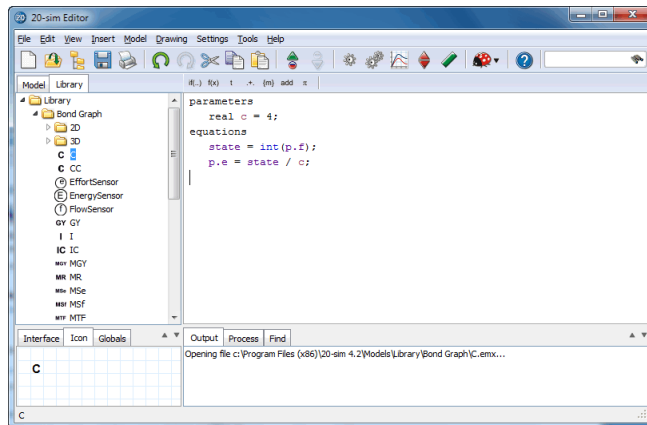 20-sim Editor
File Edit View Insert Model Drawing Settings Tools Help
Model Library
if(..) f(x) t .+. {m} add π
Library
Bond Graph
2D
3D
C C
C CC
e EffortSensor
E EnergySensor
f FlowSensor
GY GY
I I
IC IC
MGY MGY
MR MR
MSe MSe
MSf MSf
MTF MTF
parameters
real c = 4;
equations
state = int(p.f);
p.e = state / c;
Interface Icon Globals
C
Output Process Find
Opening file c:\Program Files (x86)\20-sim 4.2\Models\Library\Bond Graph\C.emx...
C